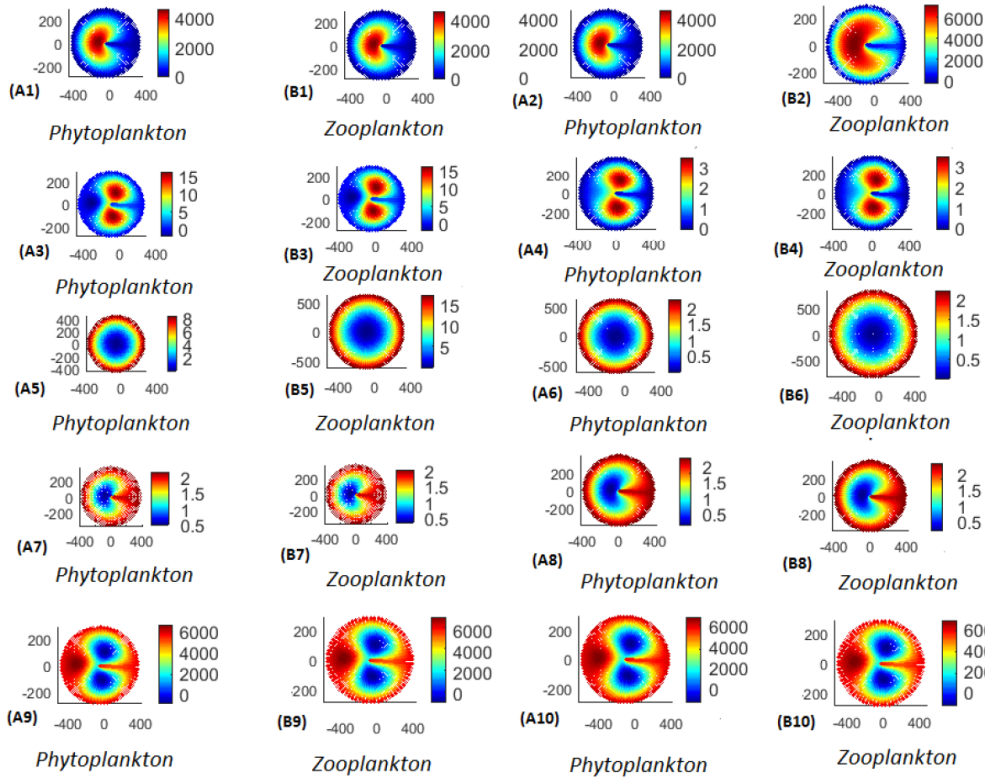 200 0 -200 4000 2000 0 200 0 -200 4000 2000 0 200 0 -200 4000 2000 0 200 0 -200 6000 4000 2000 0
(A1) -400 0 400 (B1) -400 0 400 (A2) -400 0 400 (B2) -400 0 400
Phytoplankton Zooplankton Phytoplankton Zooplankton
200 0 -200 15 10 5 0 200 0 -200 15 10 5 0 200 0 -200 3 2 1 0 200 0 -200 3 2 1 0
(A3) -400 0 400 (B3) -400 0 400 (A4) -400 0 400 (B4) -400 0 400
Phytoplankton Zooplankton Phytoplankton Zooplankton
400 200 0 -200 -400 8 6 4 2 500 0 -500 15 10 5 500 0 -500 2 1.5 1 0.5 500 0 -500 2 1.5 1 0.5
(A5) -400 0 400 (B5) -400 0 400 (A6) -400 0 400 (B6) -400 0 400
Phytoplankton Zooplankton Phytoplankton Zooplankton
200 0 -200 2 1.5 1 0.5 200 0 -200 2 1.5 1 0.5 200 0 -200 2 1.5 1 0.5 200 0 -200 2 1.5 1 0.5
(A7) -400 0 400 (B7) -400 0 400 (A8) -400 0 400 (B8) -400 0 400
Phytoplankton Zooplankton Phytoplankton Zooplankton
200 0 -200 6000 4000 2000 0 200 0 -200 6000 4000 2000 0 200 0 -200 6000 4000 2000 0 200 0 -200 600 400 200 0
(A9) -400 0 400 (B9) -400 0 400 (A10) -400 0 400 (B10) -400 0 400
Phytoplankton Zooplankton Phytoplankton Zooplankton